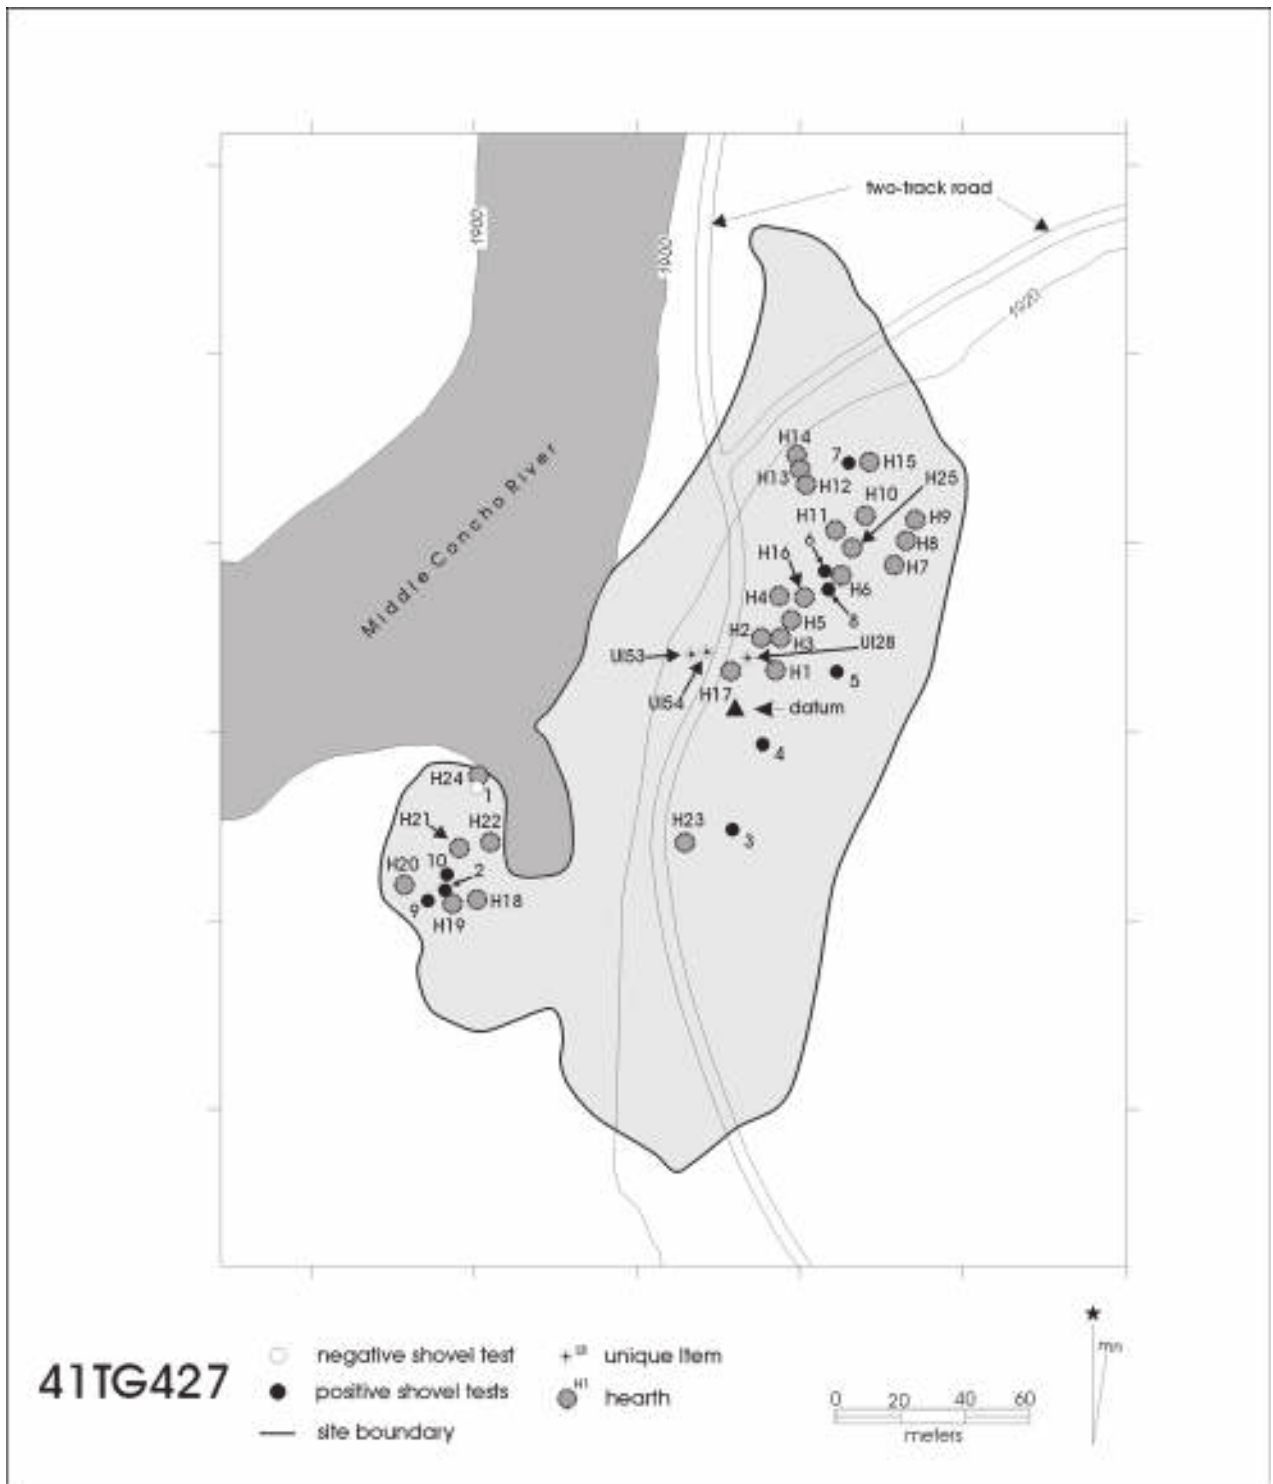 two-track road
1900
1900
1920
H14
7
H15
H13
H12
H25
H10
H11
H9
6
H8
H16
H7
H4
H6
H5
8
H2
H3
UI28
UI53
H1
5
UI54
H17
datum
4
Middle Concho River
H24
1
H21
H22
H23
3
H20
10
2
9
H18
H19
41TG427
negative shovel test
positive shovel tests
site boundary
UI
unique item
H1
hearth
0 20 40 60
meters
mn